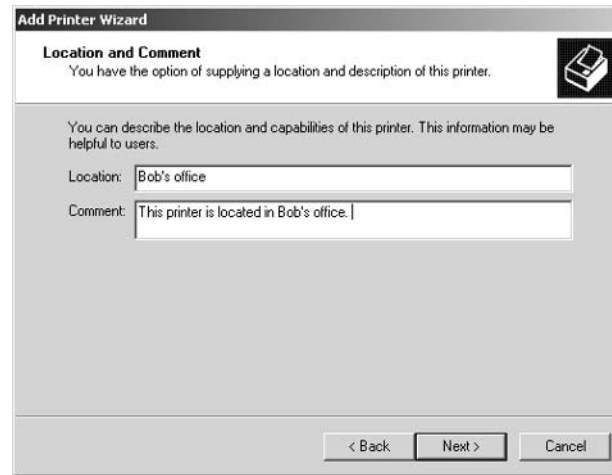 Add Printer Wizard
Location and Comment
You have the option of supplying a location and description of this printer.
You can describe the location and capabilities of this printer. This information may be
helpful to users.
Location: Bob's office
Comment: This printer is located in Bob's office.
< Back Next > Cancel